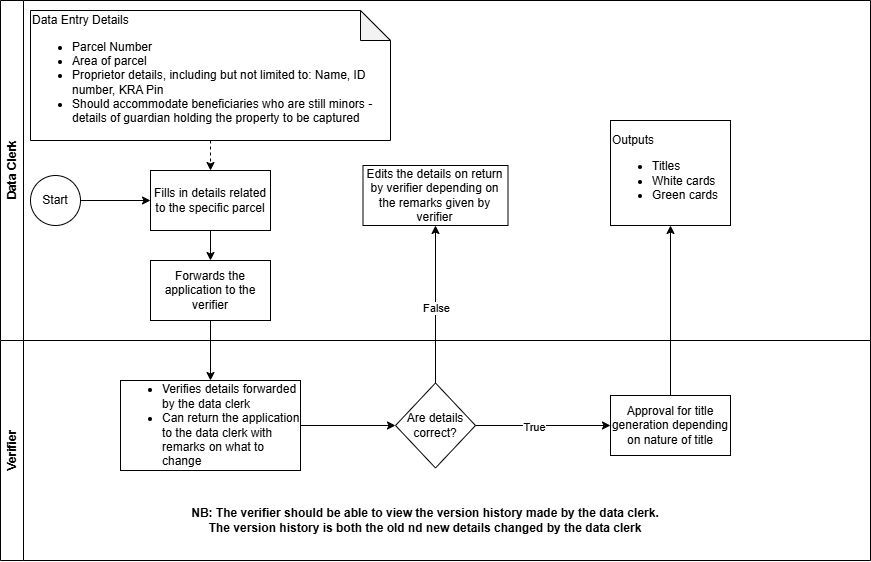 Data Entry Details
Parcel Number
Area of parcel
Proprietor details, including but not limited to: Name, ID
number, KRA Pin
Should accommodate beneficiaries who are still minors -
details of guardian holding the property to be captured
Data Clerk
Start
Fills in details related
to the specific parcel
Edits the details on return
by verifier depending on
the remarks given by
verifier
Outputs
Titles
White cards
Green cards
Forwards the
application to the
verifier
False
Verifier
Verifies details forwarded
by the data clerk
Can return the application
to the data clerk with
remarks on what to
change
Are details
correct?
True
Approval for title
generation depending
on nature of title
NB: The verifier should be able to view the version history made by the data clerk.
The version history is both the old nd new details changed by the data clerk